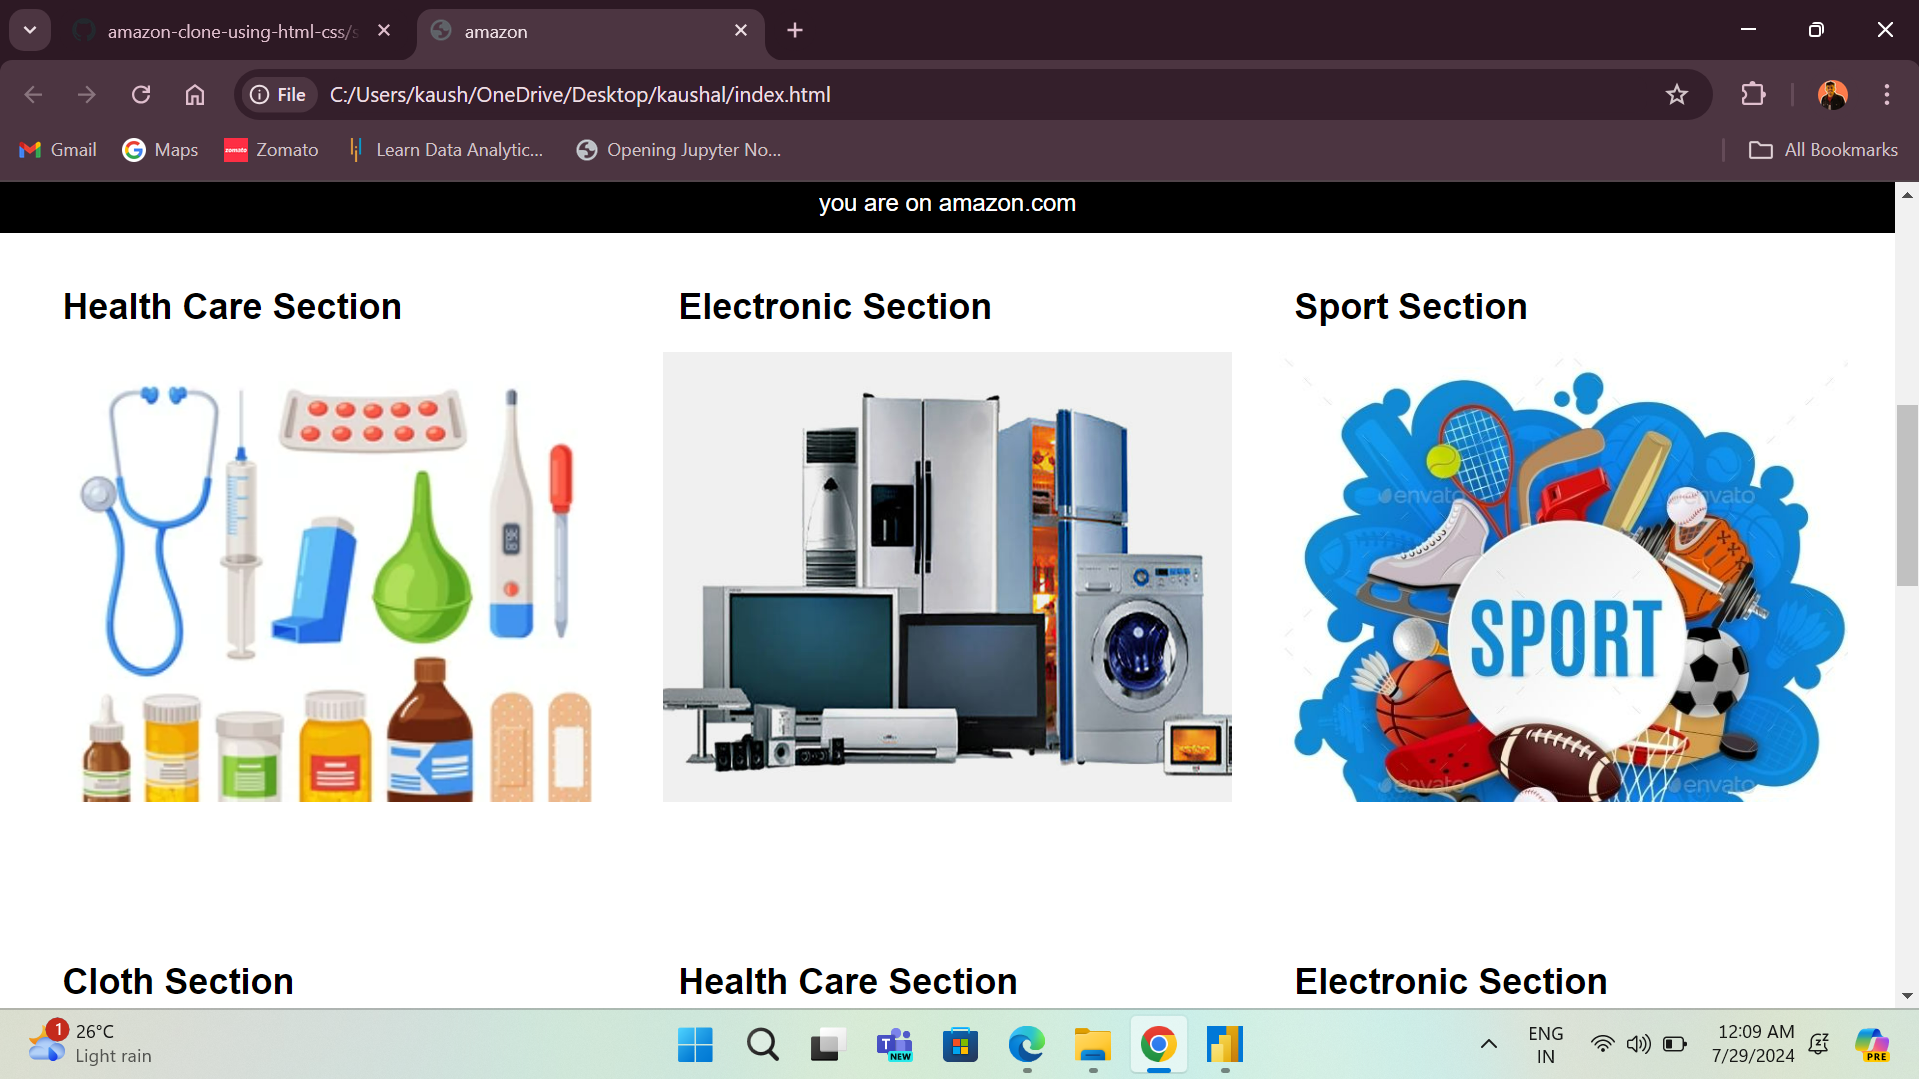 amazon-clone-using-html-css/s
amazon
File
C:/Users/kaush/OneDrive/Desktop/kaushal/index.html
Gmail
Maps
zomato
Zomato
Learn Data Analytic...
Opening Jupyter No...
All Bookmarks
you are on amazon.com
Health Care Section
Electronic Section
Sport Section
envato
envato
SPORT
envato
envato
Cloth Section
Health Care Section
Electronic Section
1
26°C
Light rain
T
NEW
ENG
IN
12:09 AM
7/29/2024
PRE